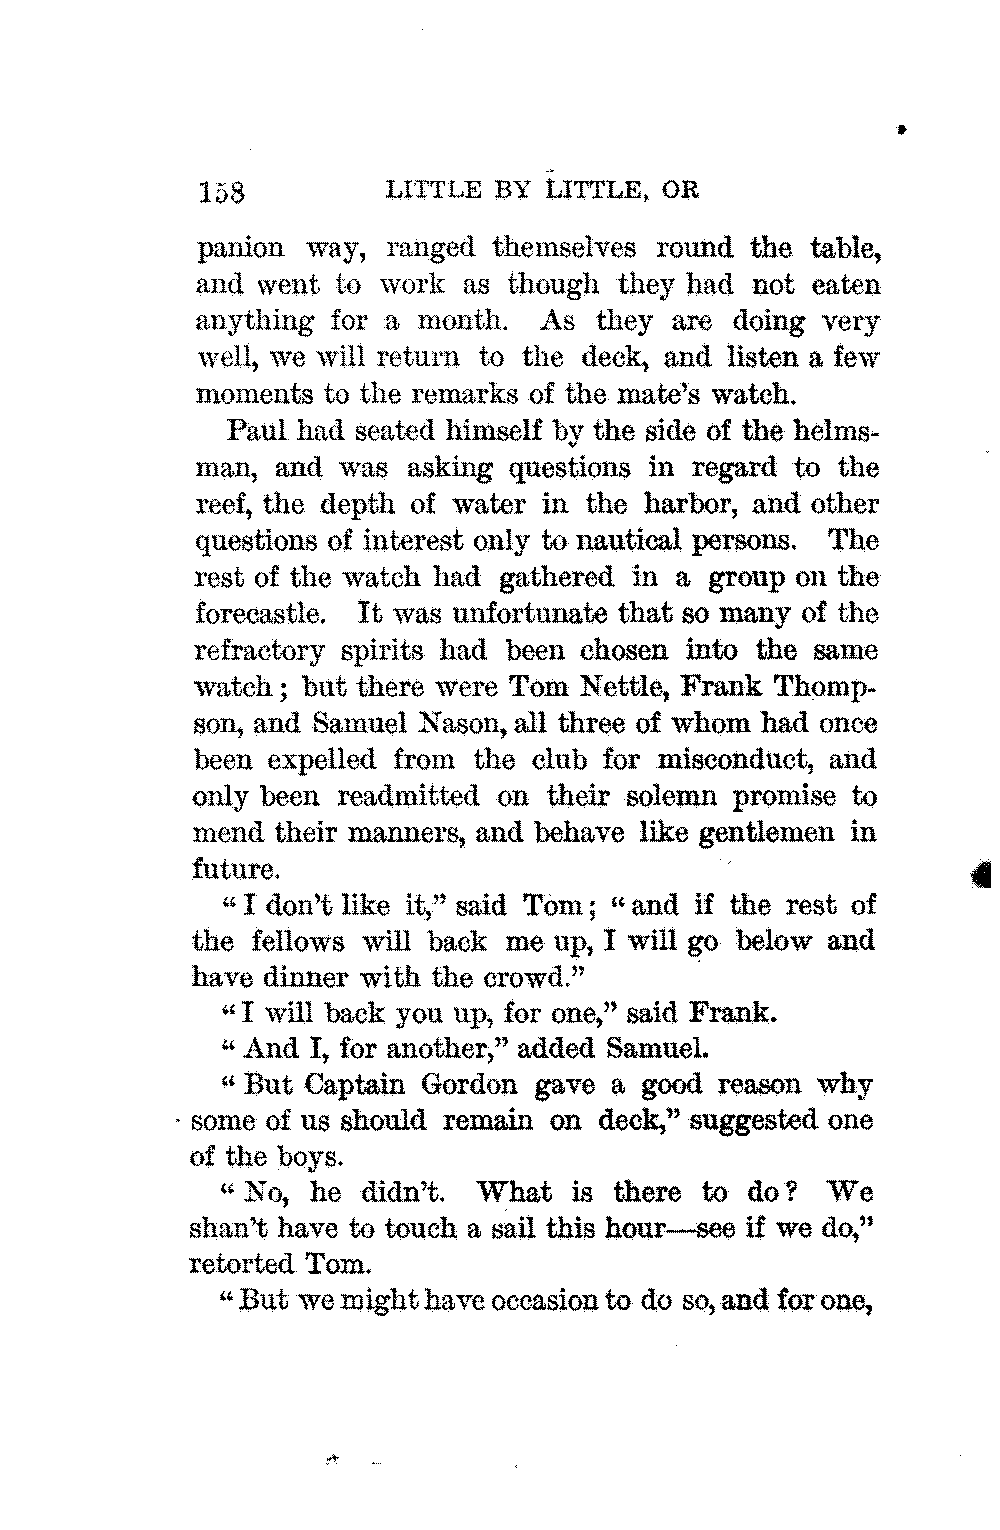 158 LITTLE BY LITTLE, OR
panion way, ranged themselves round the table,
and went to work as though they had not eaten
anything for a month. As they are doing very
well, we will return to the deck, and listen a few
moments to the remarks of the mate's watch.
Paul had seated himself by the side of the helms-
man, and was asking questions in regard to the
reef, the depth of water in the harbor, and other
questions of interest only to nautical persons. The
rest of the watch had gathered in a group on the
forecastle. It was unfortunate that so many of the
refractory spirits had been chosen into the same
watch; but there were Tom Nettle, Frank Thomp-
son, and Samuel Nason, all three of whom had once
been expelled from the club for misconduct, and
only been readmitted on their solemn promise to
mend their manners, and behave like gentlemen in
future.
"I don't like it," said Tom; "and if the rest of
the fellows will back me up, I will go below and
have dinner with the crowd."
"I will back you up, for one," said Frank.
"And I, for another," added Samuel.
"But Captain Gordon gave a good reason why
some of us should remain on deck," suggested one
of the boys.
"No, he didn't. What is there to do? We
shan't have to touch a sail this hour—see if we do,"
retorted Tom.
"But we might have occasion to do so, and for one,